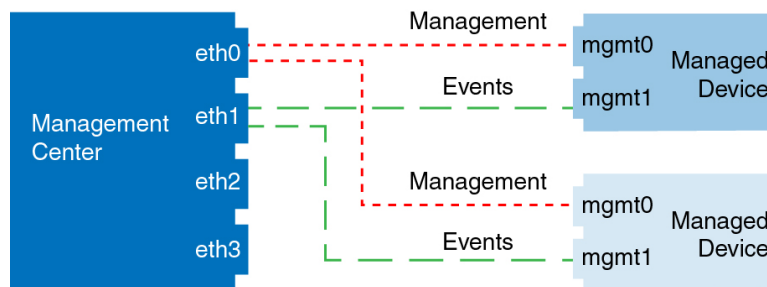 Management
eth0
mgmt0
Managed
Device
Events
mgmt1
eth1
Management
Center
eth2
Management
mgmt0
Managed
Device
eth3
Events
mgmt1